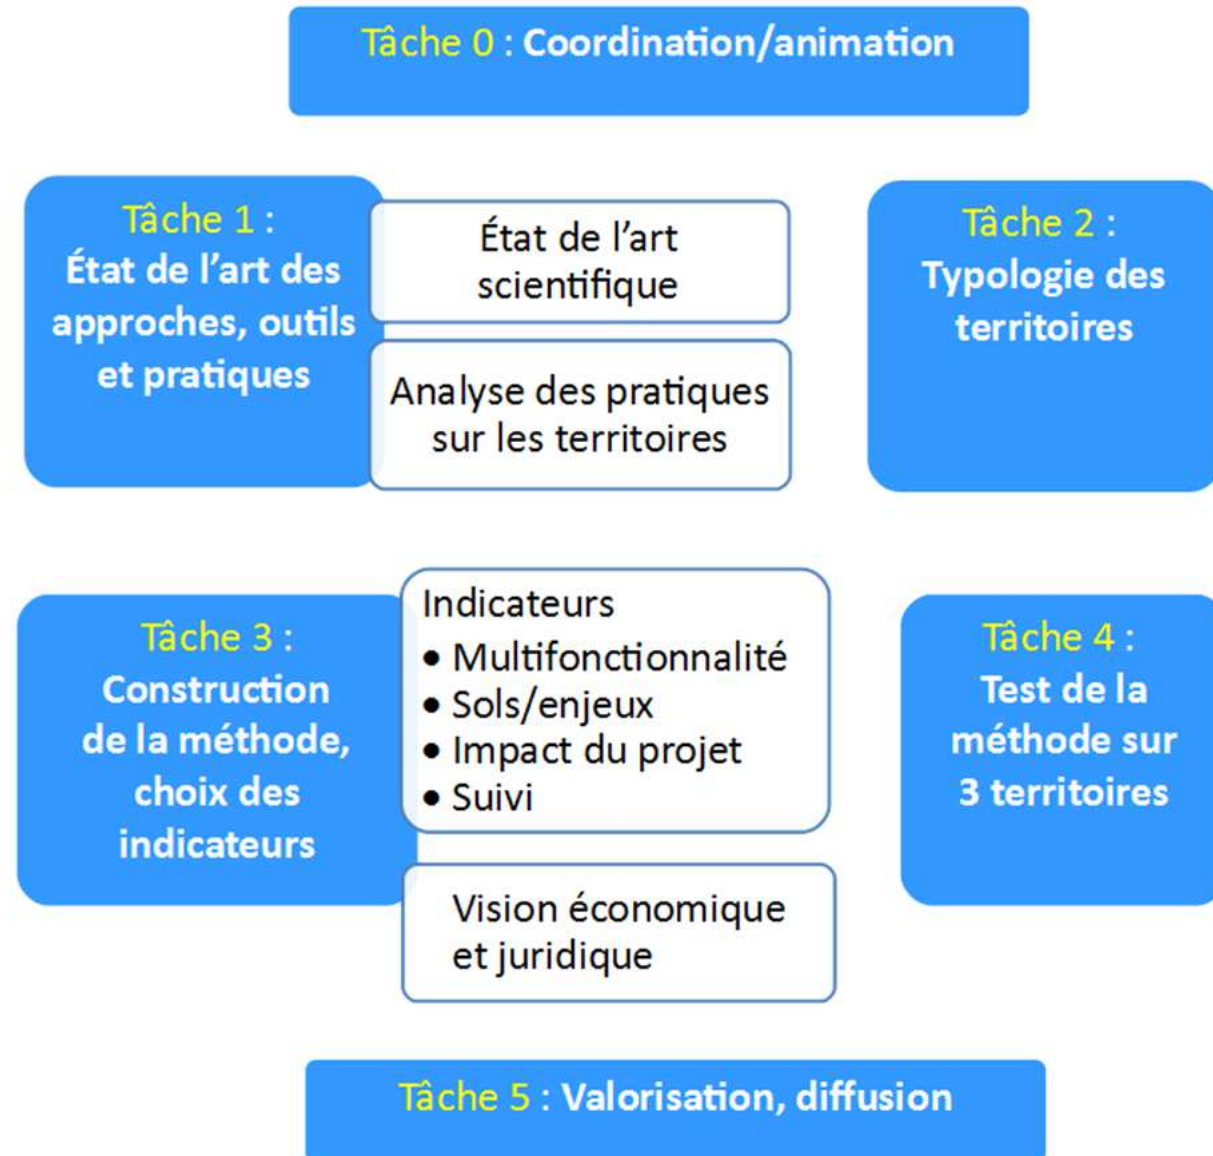 Tâche 0 : Coordination/animation
Tâche 1 :
État de l’art des
approches, outils
et pratiques
État de l’art
scientifique
Analyse des pratiques
sur les territoires
Tâche 2 :
Typologie des
territoires
Tâche 3 :
Construction
de la méthode,
choix des
indicateurs
Indicateurs
• Multifonctionnalité
• Sols/enjeux
• Impact du projet
• Suivi
Vision économique
et juridique
Tâche 4 :
Test de la
méthode sur
3 territoires
Tâche 5 : Valorisation, diffusion